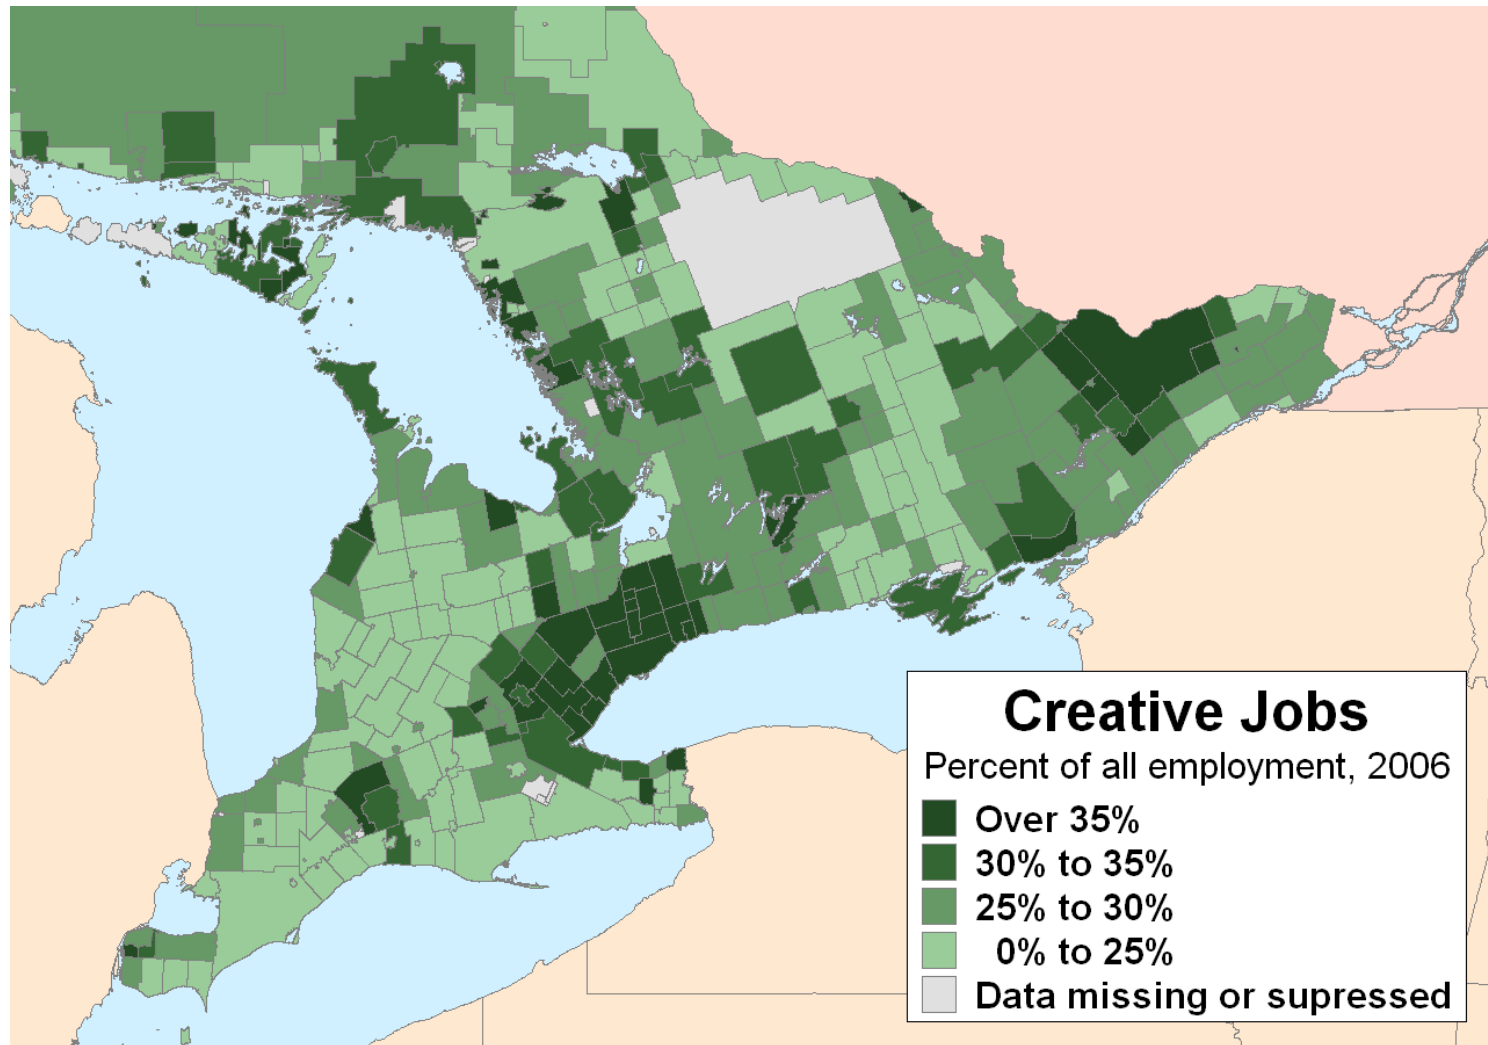 Creative Jobs
Percent of all employment, 2006
Over 35%
30% to 35%
25% to 30%
0% to 25%
Data missing or supressed